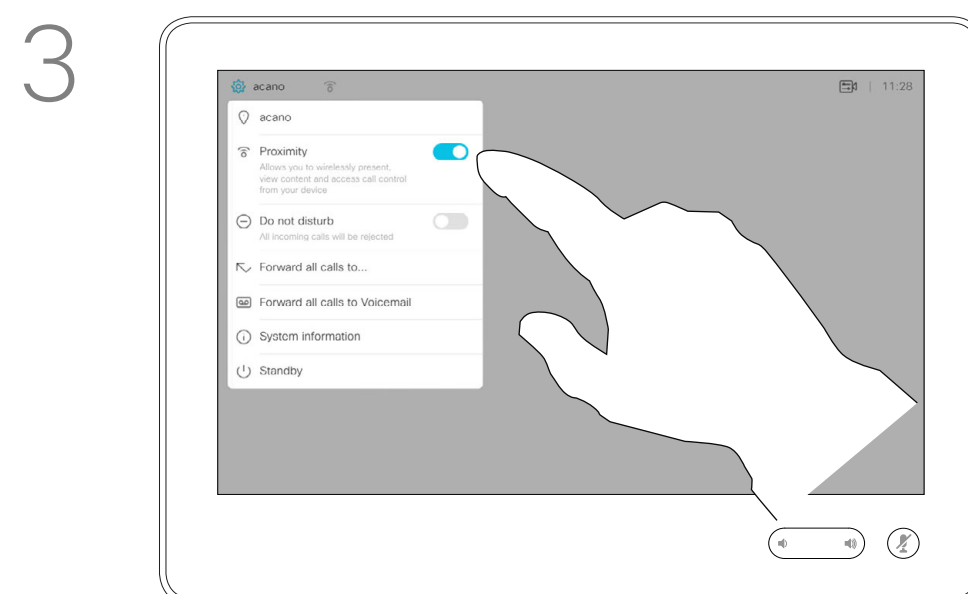 3
acano
11:28
acano
Proximity
Allows you to wirelessly present,
view content and access call control
from your device
Do not disturb
All incoming calls will be rejected
Forward all calls to...
Forward all calls to Voicemail
System information
Standby